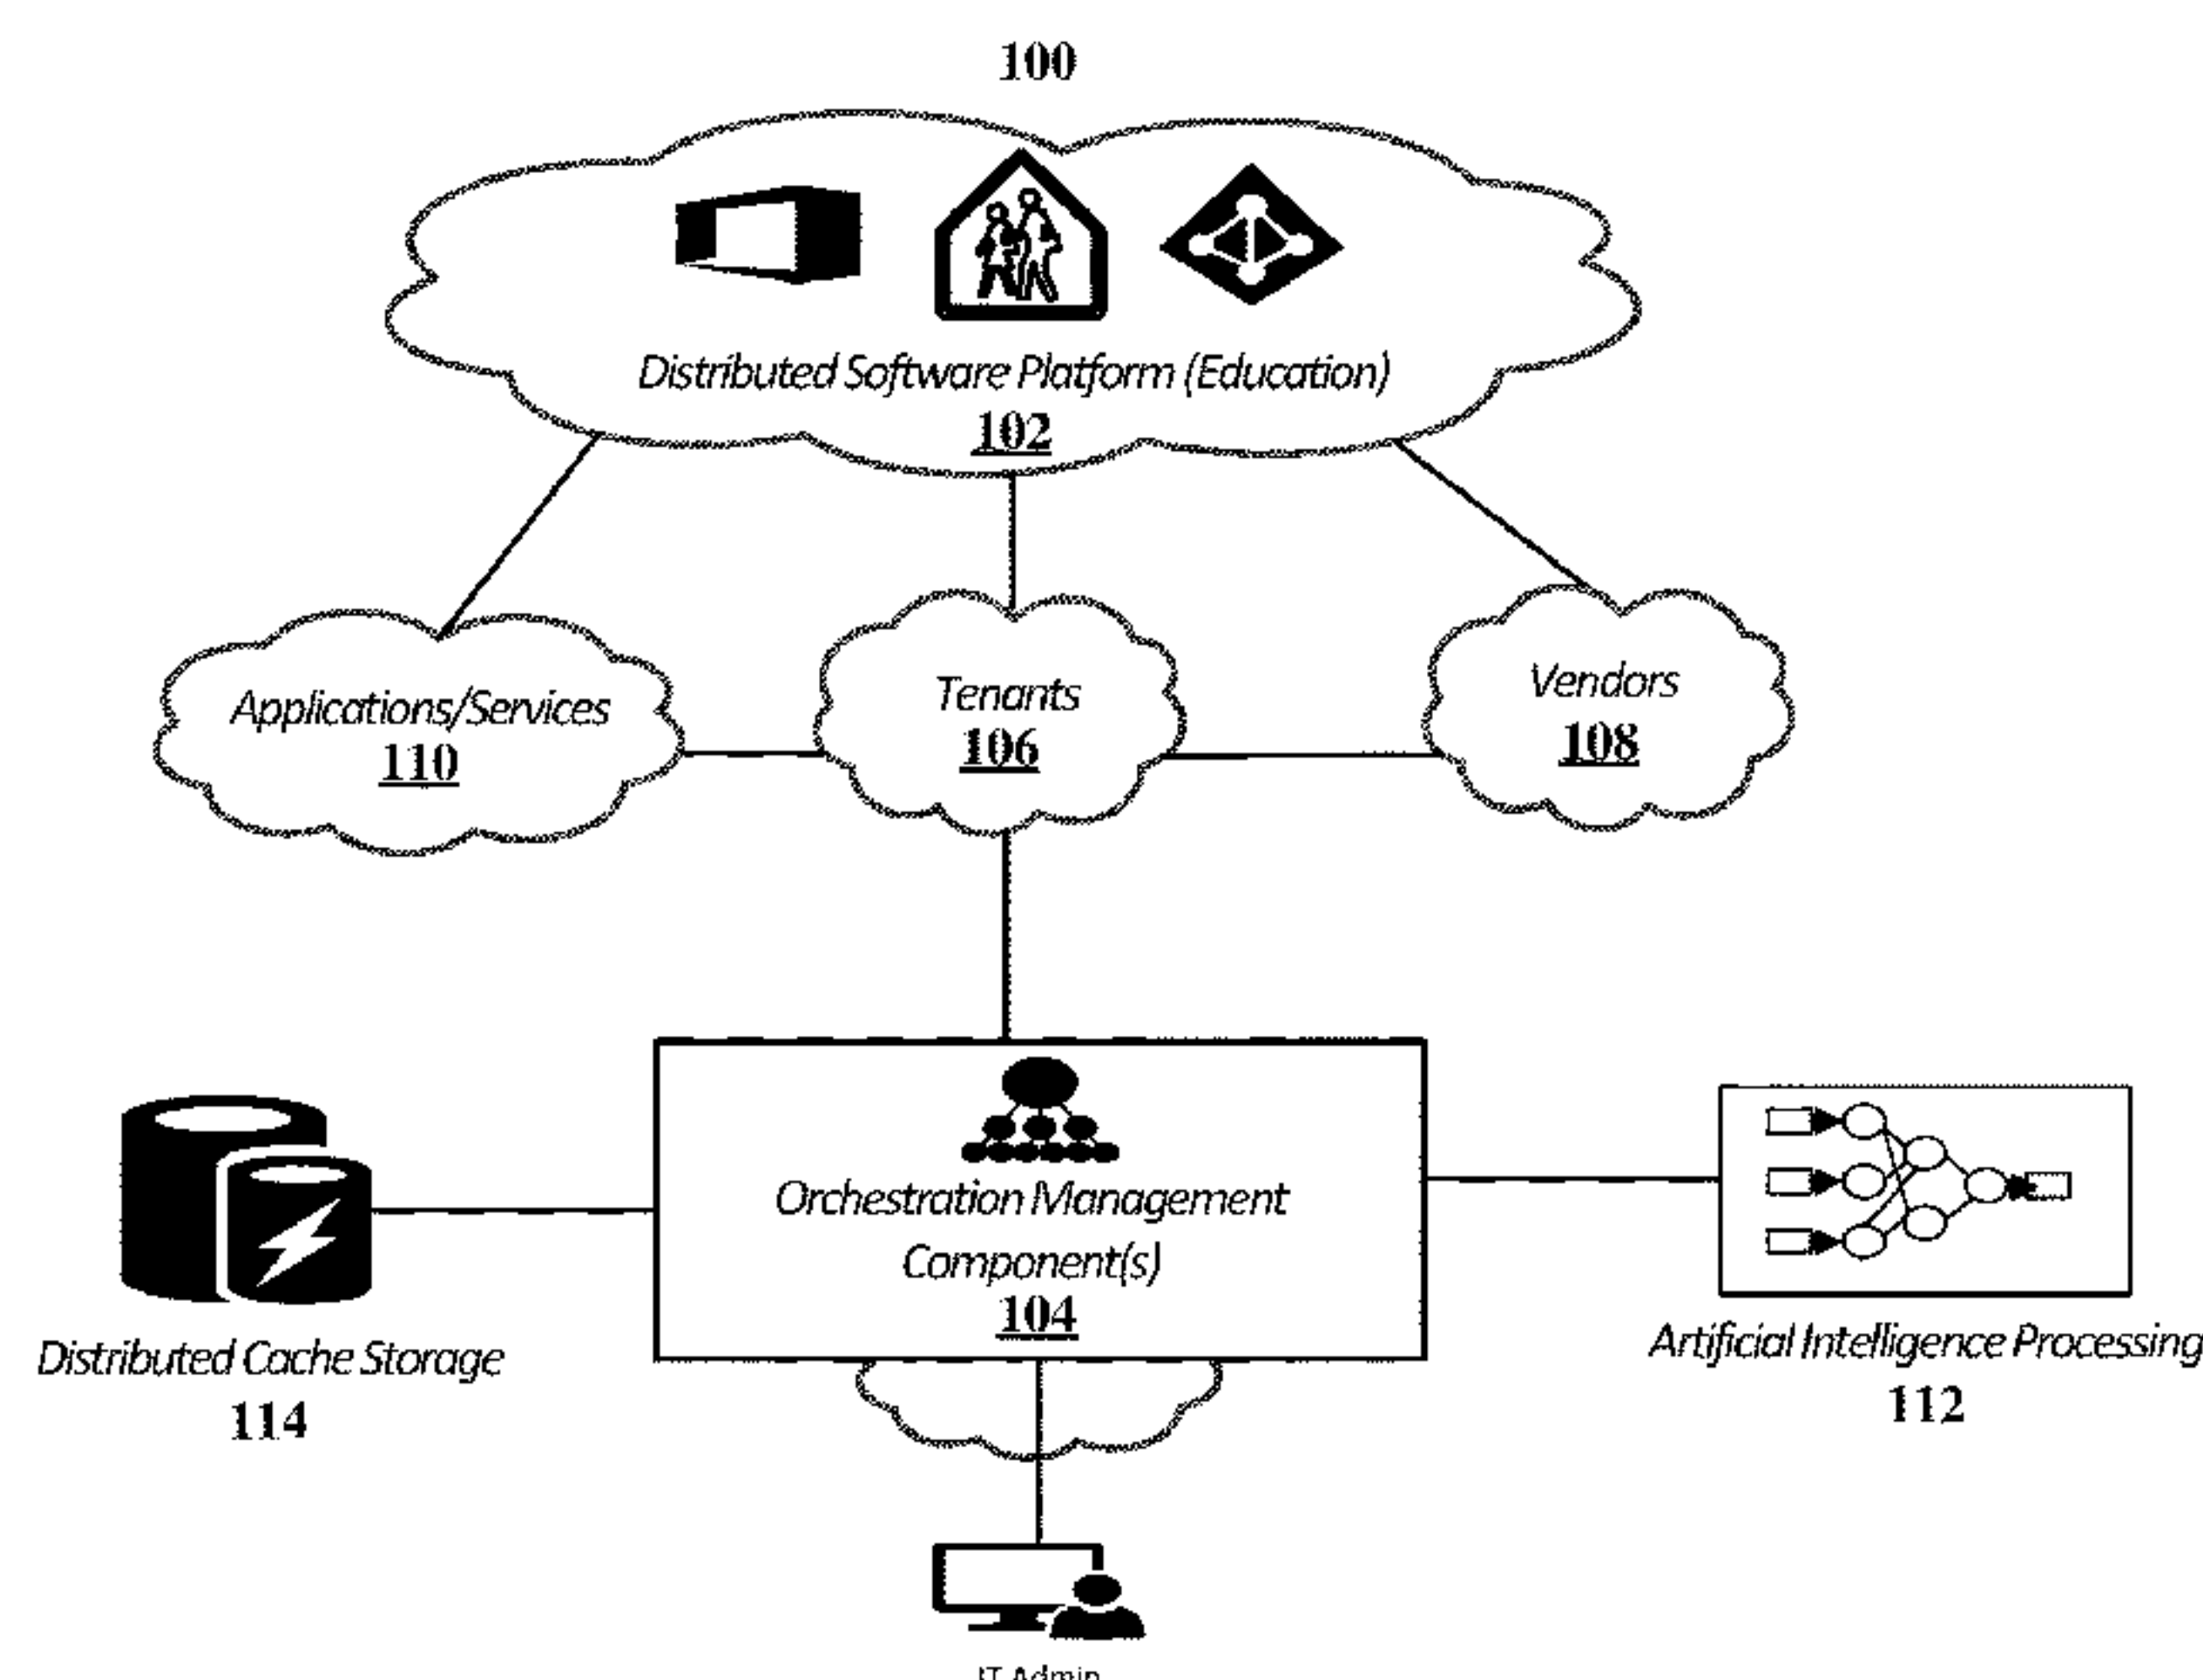 100
Distributed Software Platform (Education)
102
Applications/Services
110
Tenants
106
Vendors
108
Orchestration Management
Component(s)
104
Distributed Cache Storage
114
Artificial Intelligence Processing
112
IT Admin